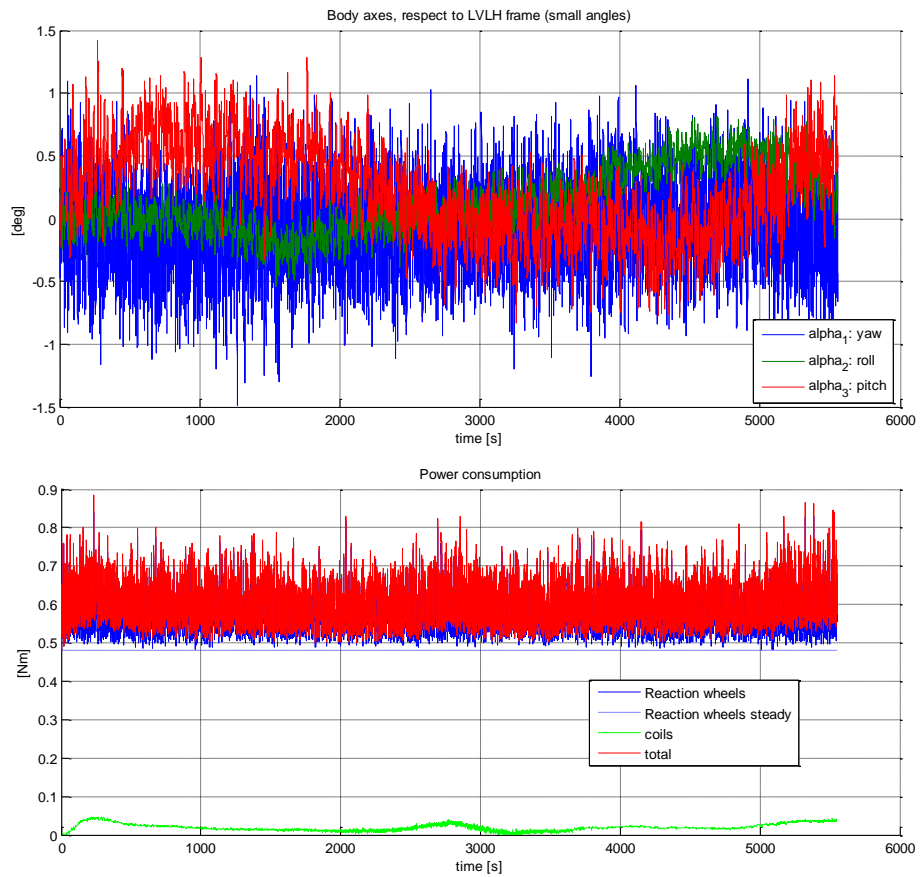 Body axes, respect to LVLH frame (small angles)
1.5
1
0.5
0
-0.5
-1
-1.5
[deg]
0 1000 2000 3000 4000 5000 6000
time [s]
alpha1: yaw
alpha2: roll
alpha3: pitch
Power consumption
0.9
0.8
0.7
0.6
0.5
0.4
0.3
0.2
0.1
0
[Nm]
0 1000 2000 3000 4000 5000 6000
time [s]
Reaction wheels
Reaction wheels steady
coils
total